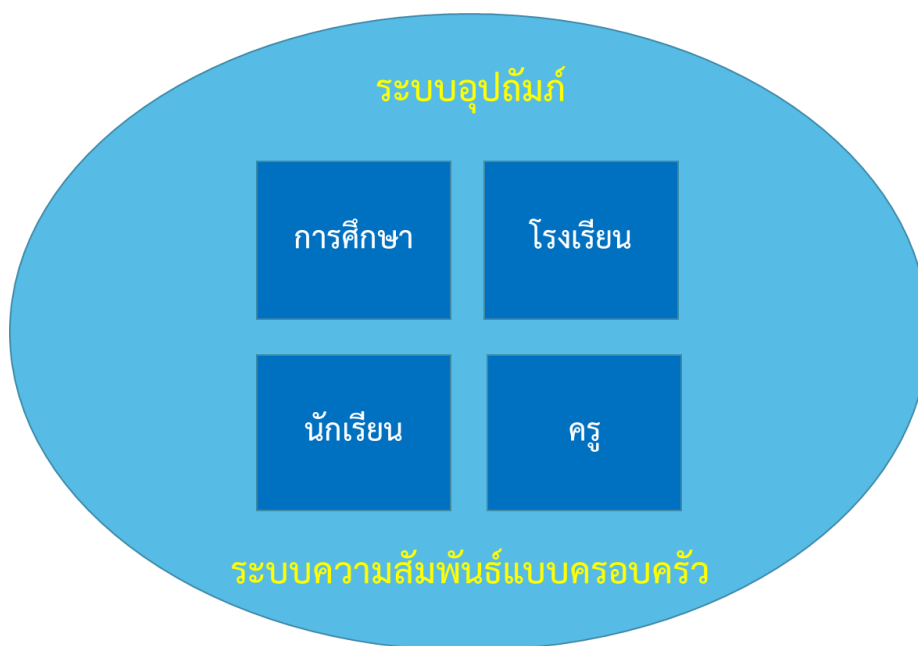 ระบบอุปถัมภ์
การศึกษา
โรงเรียน
นักเรียน
ครู
ระบบความสัมพันธ์แบบครอบครัว